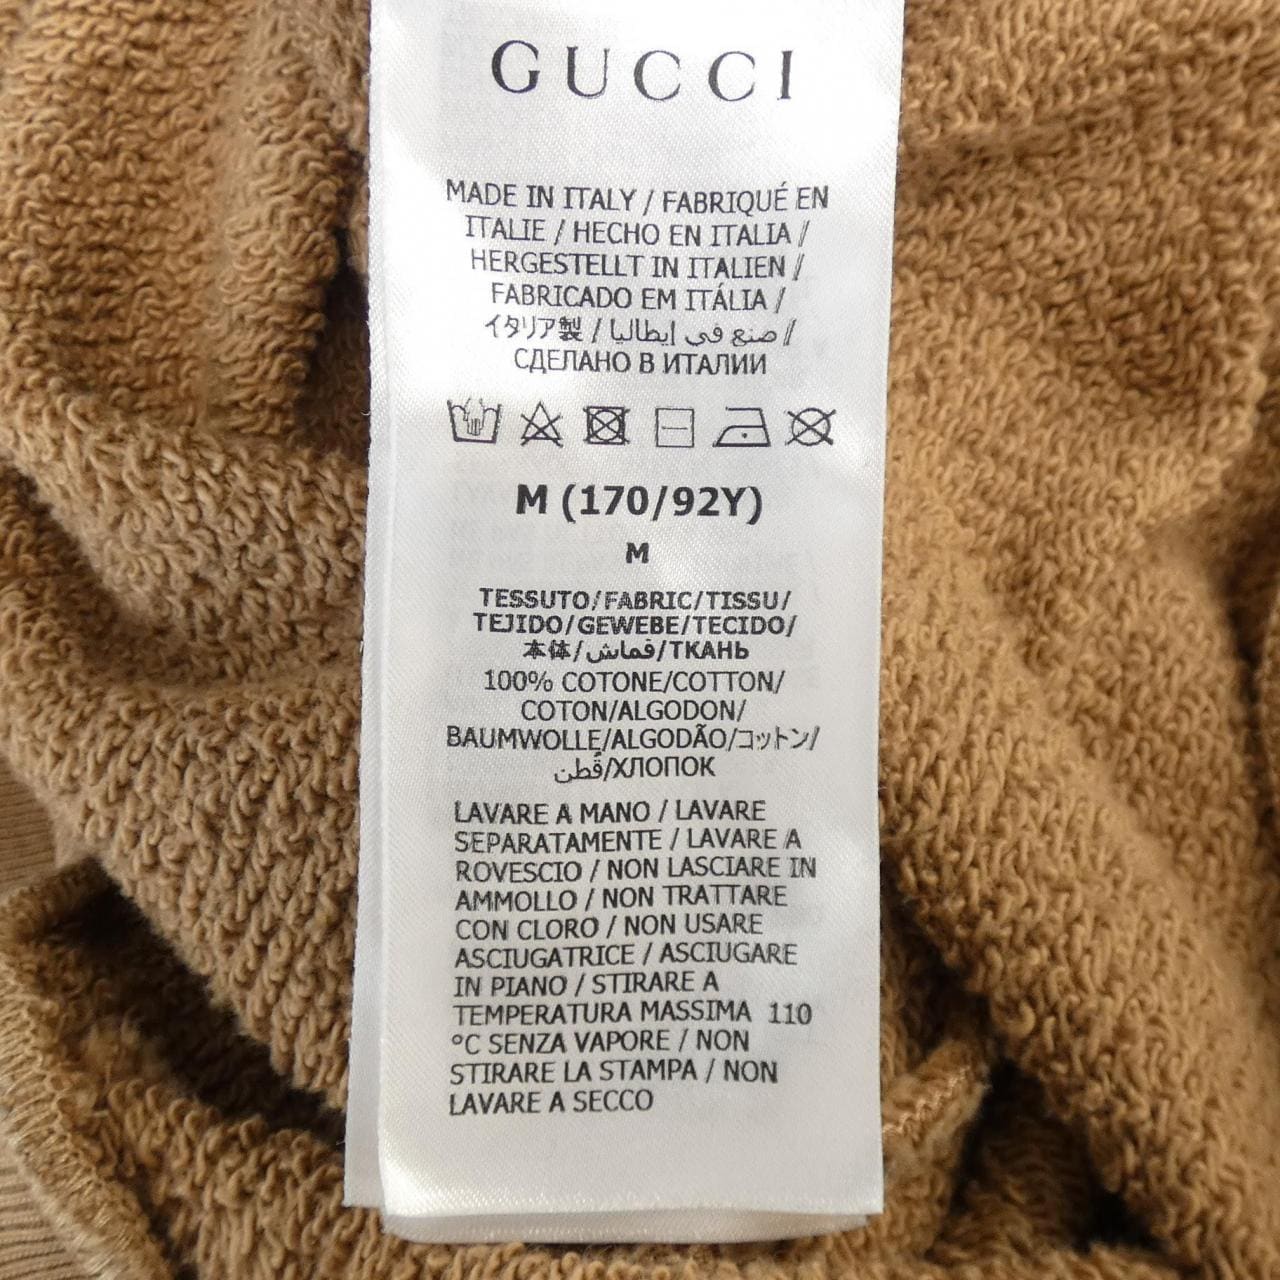 GUCCI
MADE IN ITALY / FABRIQUÉ EN
ITALIE / HECHO EN ITALIA /
HERGESTELLT IN ITALIEN /
FABRICADO EM ITÁLIA /
イタリア製 / صنع في إيطاليا /
СДЕЛАНО В ИТАЛИИ
M (170/92Y)
M
TESSUTO/FABRIC/TISSU/
TEJIDO/GEWEBE/TECIDO/
本体/قماش/ТКАНЬ
100% COTONE/COTTON/
COTON/ALGODON/
BAUMWOLLE/ALGODÃO/コットン/
قُطن/ХЛОПОК
LAVARE A MANO / LAVARE
SEPARATAMENTE / LAVARE A
ROVESCIO / NON LASCIARE IN
AMMOLLO / NON TRATTARE
CON CLORO / NON USARE
ASCIUGATRICE / ASCIUGARE
IN PIANO / STIRARE A
TEMPERATURA MASSIMA 110
°C SENZA VAPORE / NON
STIRARE LA STAMPA / NON
LAVARE A SECCO